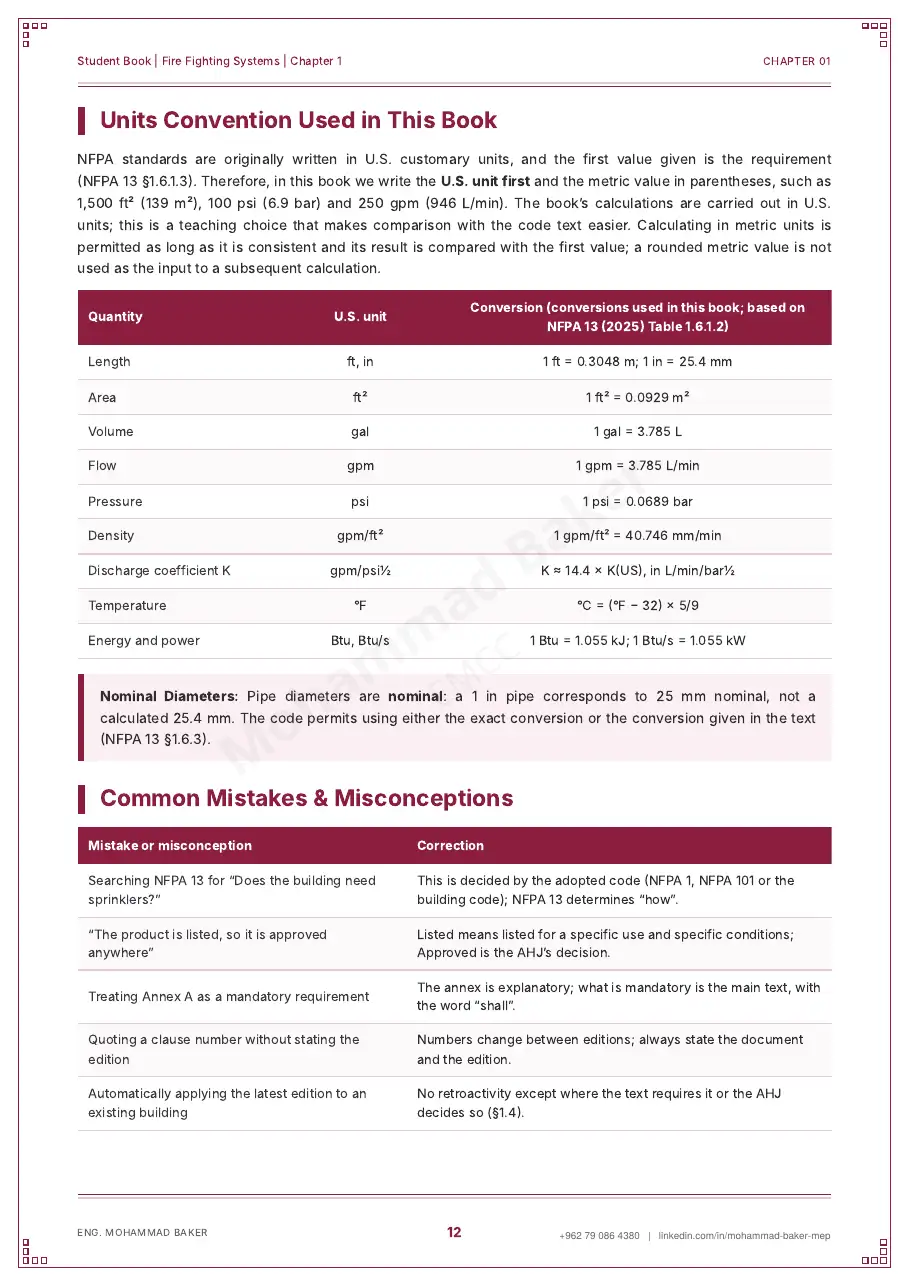 Student Book | Fire Fighting Systems | Chapter 1
CHAPTER 01
Units Convention Used in This Book
NFPA standards are originally written in U.S. customary units, and the first value given is the requirement
(NFPA 13 §1.6.1.3). Therefore, in this book we write the U.S. unit first and the metric value in parentheses, such as
1,500 ft² (139 m²), 100 psi (6.9 bar) and 250 gpm (946 L/min). The book’s calculations are carried out in U.S.
units; this is a teaching choice that makes comparison with the code text easier. Calculating in metric units is
permitted as long as it is consistent and its result is compared with the first value; a rounded metric value is not
used as the input to a subsequent calculation.
Quantity
U.S. unit
Conversion (conversions used in this book; based on
NFPA 13 (2025) Table 1.6.1.2)
Length
ft, in
1 ft = 0.3048 m; 1 in = 25.4 mm
Area
ft²
1 ft² = 0.0929 m²
Volume
gal
1 gal = 3.785 L
Flow
gpm
1 gpm = 3.785 L/min
Pressure
psi
1 psi = 0.0689 bar
Density
gpm/ft²
1 gpm/ft² = 40.746 mm/min
Discharge coefficient K
gpm/psi½
K ≈ 14.4 × K(US), in L/min/bar½
Temperature
°F
°C = (°F − 32) × 5/9
Energy and power
Btu, Btu/s
1 Btu = 1.055 kJ; 1 Btu/s = 1.055 kW
Mohammad Baker
EMCC
Nominal Diameters: Pipe diameters are nominal: a 1 in pipe corresponds to 25 mm nominal, not a
calculated 25.4 mm. The code permits using either the exact conversion or the conversion given in the text
(NFPA 13 §1.6.3).
Common Mistakes & Misconceptions
Mistake or misconception
Correction
Searching NFPA 13 for “Does the building need
sprinklers?”
This is decided by the adopted code (NFPA 1, NFPA 101 or the
building code); NFPA 13 determines “how”.
“The product is listed, so it is approved
anywhere”
Listed means listed for a specific use and specific conditions;
Approved is the AHJ’s decision.
Treating Annex A as a mandatory requirement
The annex is explanatory; what is mandatory is the main text, with
the word “shall”.
Quoting a clause number without stating the
edition
Numbers change between editions; always state the document
and the edition.
Automatically applying the latest edition to an
existing building
No retroactivity except where the text requires it or the AHJ
decides so (§1.4).
ENG. MOHAMMAD BAKER
12
+962 79 086 4380 | linkedin.com/in/mohammad-baker-mep